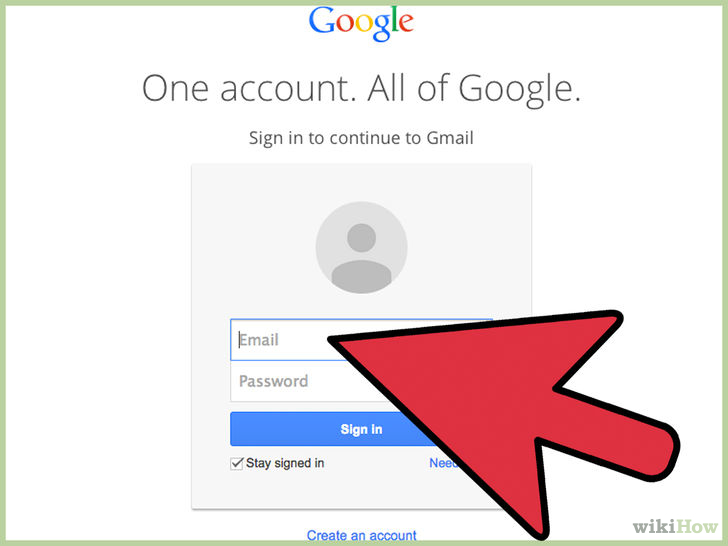 Google
One account. All of Google.
Sign in to continue to Gmail
Email
Password
Sign in
Stay signed in
Need
Create an account
wikiHow